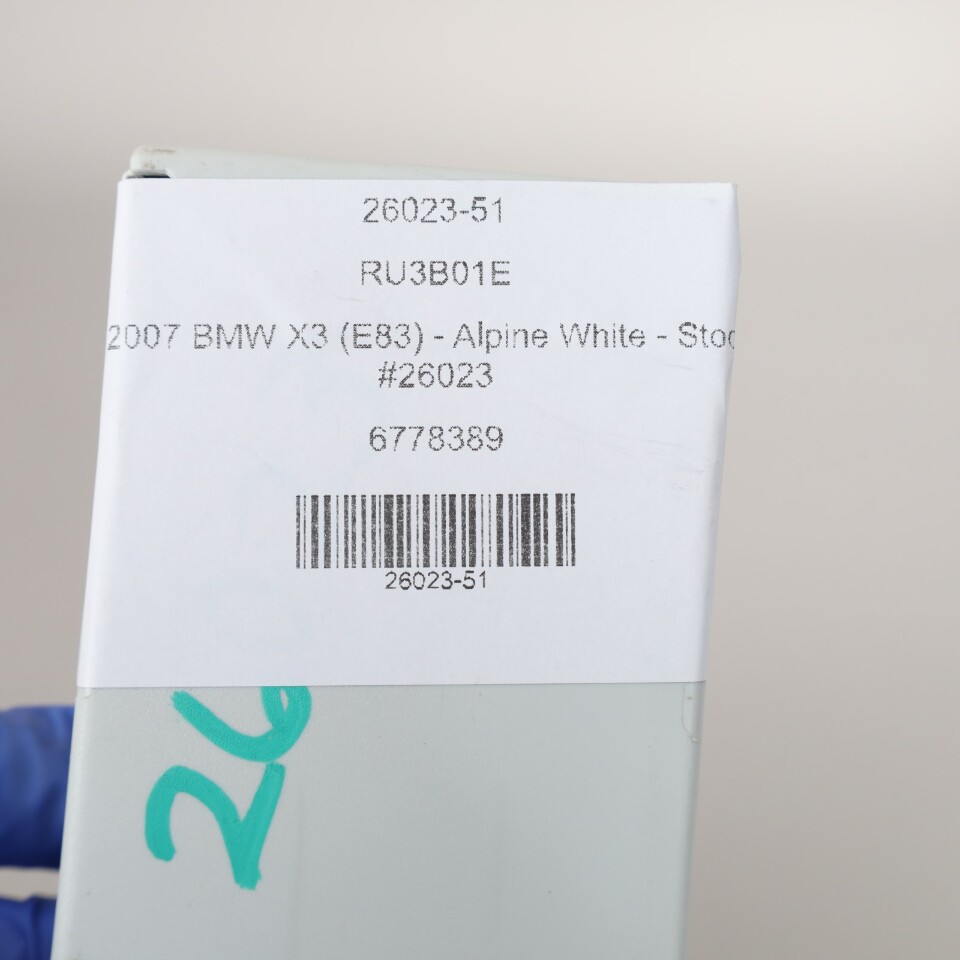 26023-51
RU3B01E
2007 BMW X3 (E83) - Alpine White - Stoc
#26023
6778389
26023-51
26